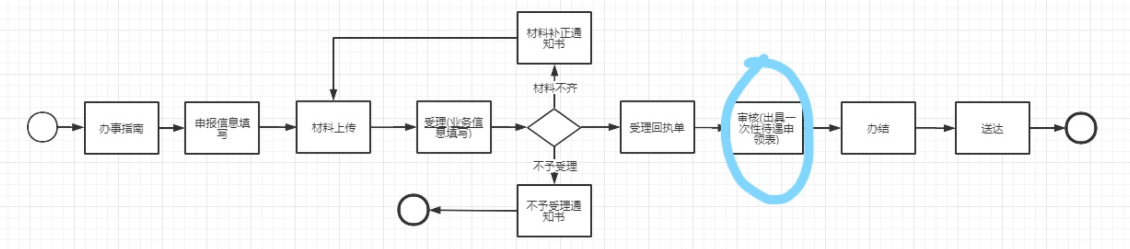 材料补正通
知书
材料不齐
办事指南
申报信息填
写
材料上传
受理(业务信
息填写)
受理回执单
审核(出具一
次性待遇申
领表)
办结
送达
不予受理
不予受理通
知书